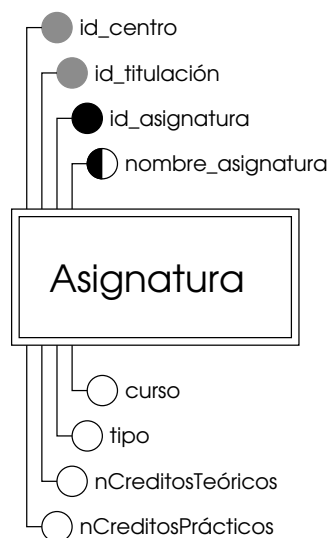 id_centro
id_titulación
id_asignatura
nombre_asignatura
Asignatura
curso
tipo
nCreditosTeóricos
nCreditosPrácticos